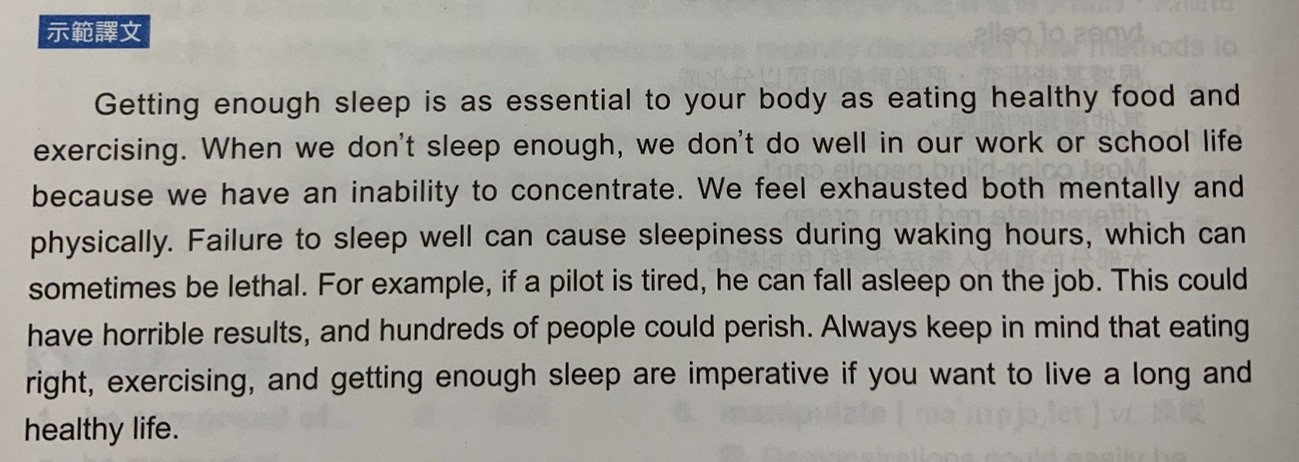 示範譯文
Getting enough sleep is as essential to your body as eating healthy food and
exercising. When we don't sleep enough, we don't do well in our work or school life
because we have an inability to concentrate. We feel exhausted both mentally and
physically. Failure to sleep well can cause sleepiness during waking hours, which can
sometimes be lethal. For example, if a pilot is tired, he can fall asleep on the job. This could
have horrible results, and hundreds of people could perish. Always keep in mind that eating
right, exercising, and getting enough sleep are imperative if you want to live a long and
healthy life.